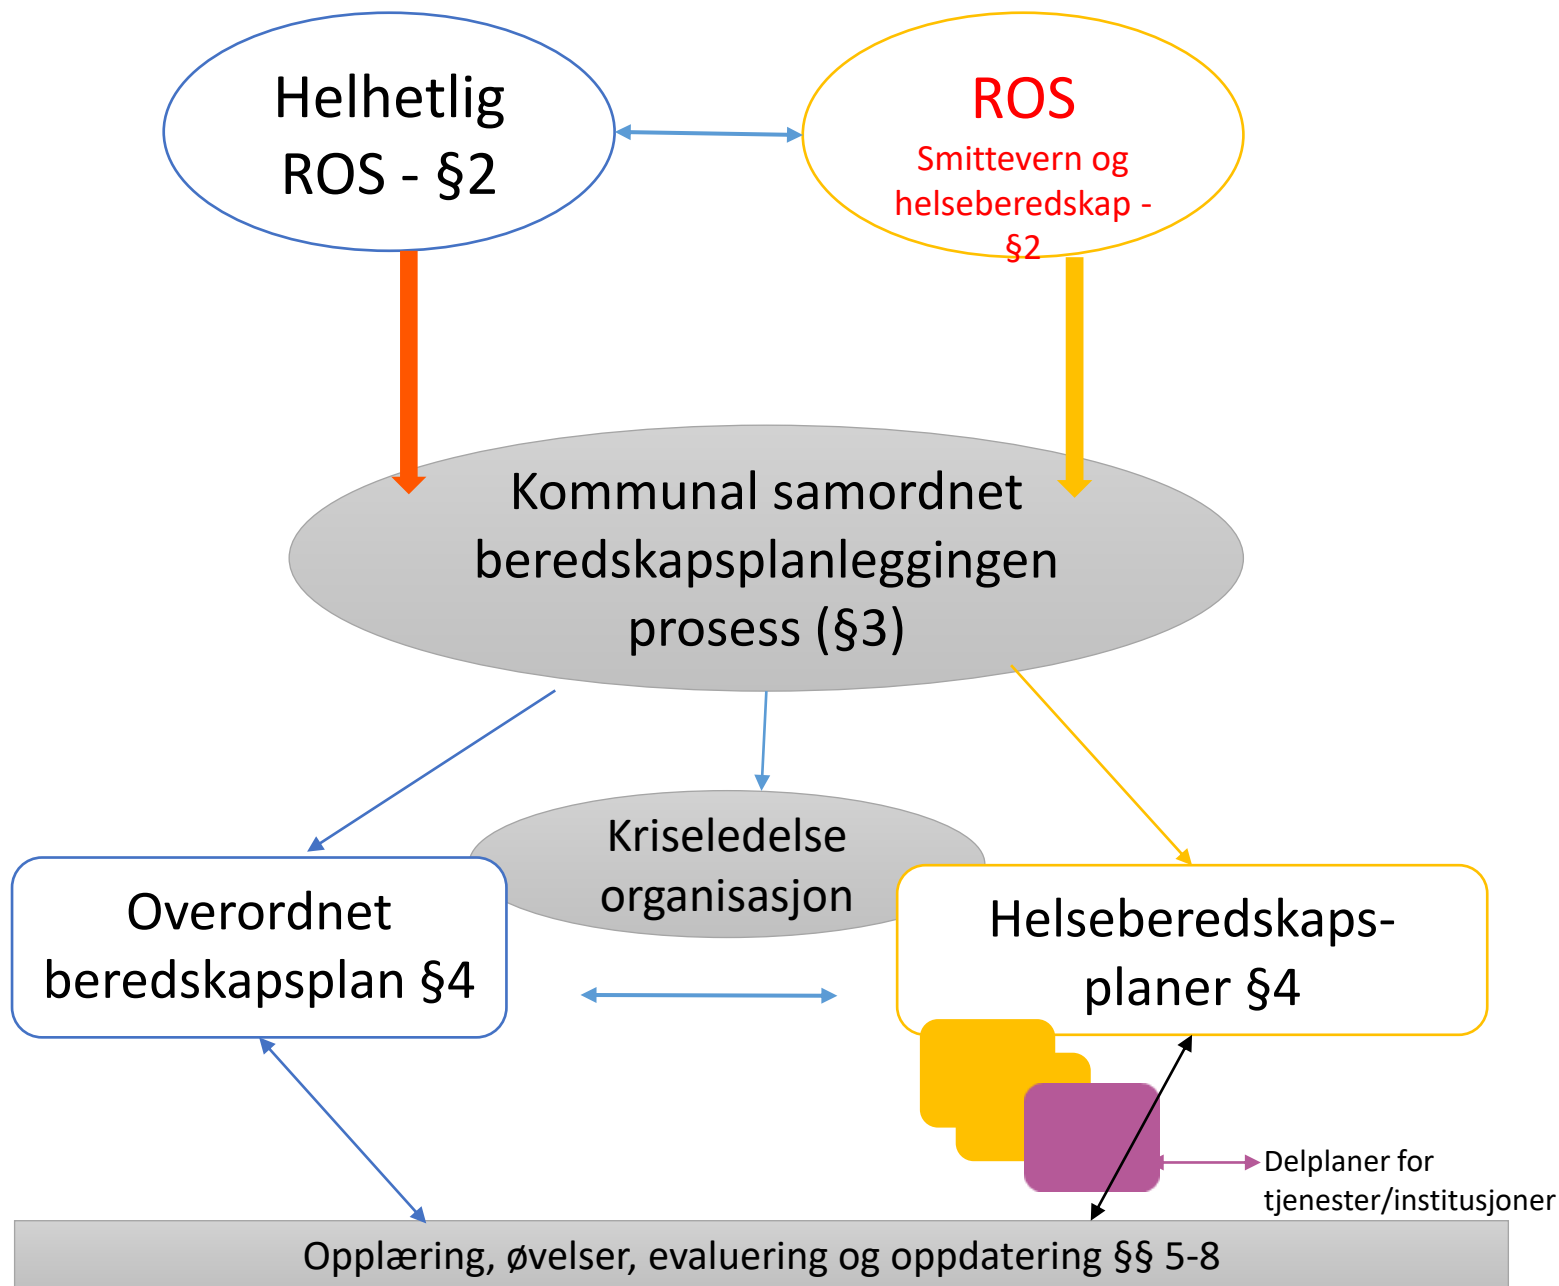 Helhetlig
ROS - §2
ROS
Smittevern og
helseberedskap -
§2
Kommunal samordnet
beredskapsplanleggingen
prosess (§3)
Kriseledelse
organisasjon
Overordnet
beredskapsplan §4
Helseberedskaps-
planer §4
Delplaner for
tjenester/institusjoner
Opplæring, øvelser, evaluering og oppdatering §§ 5-8